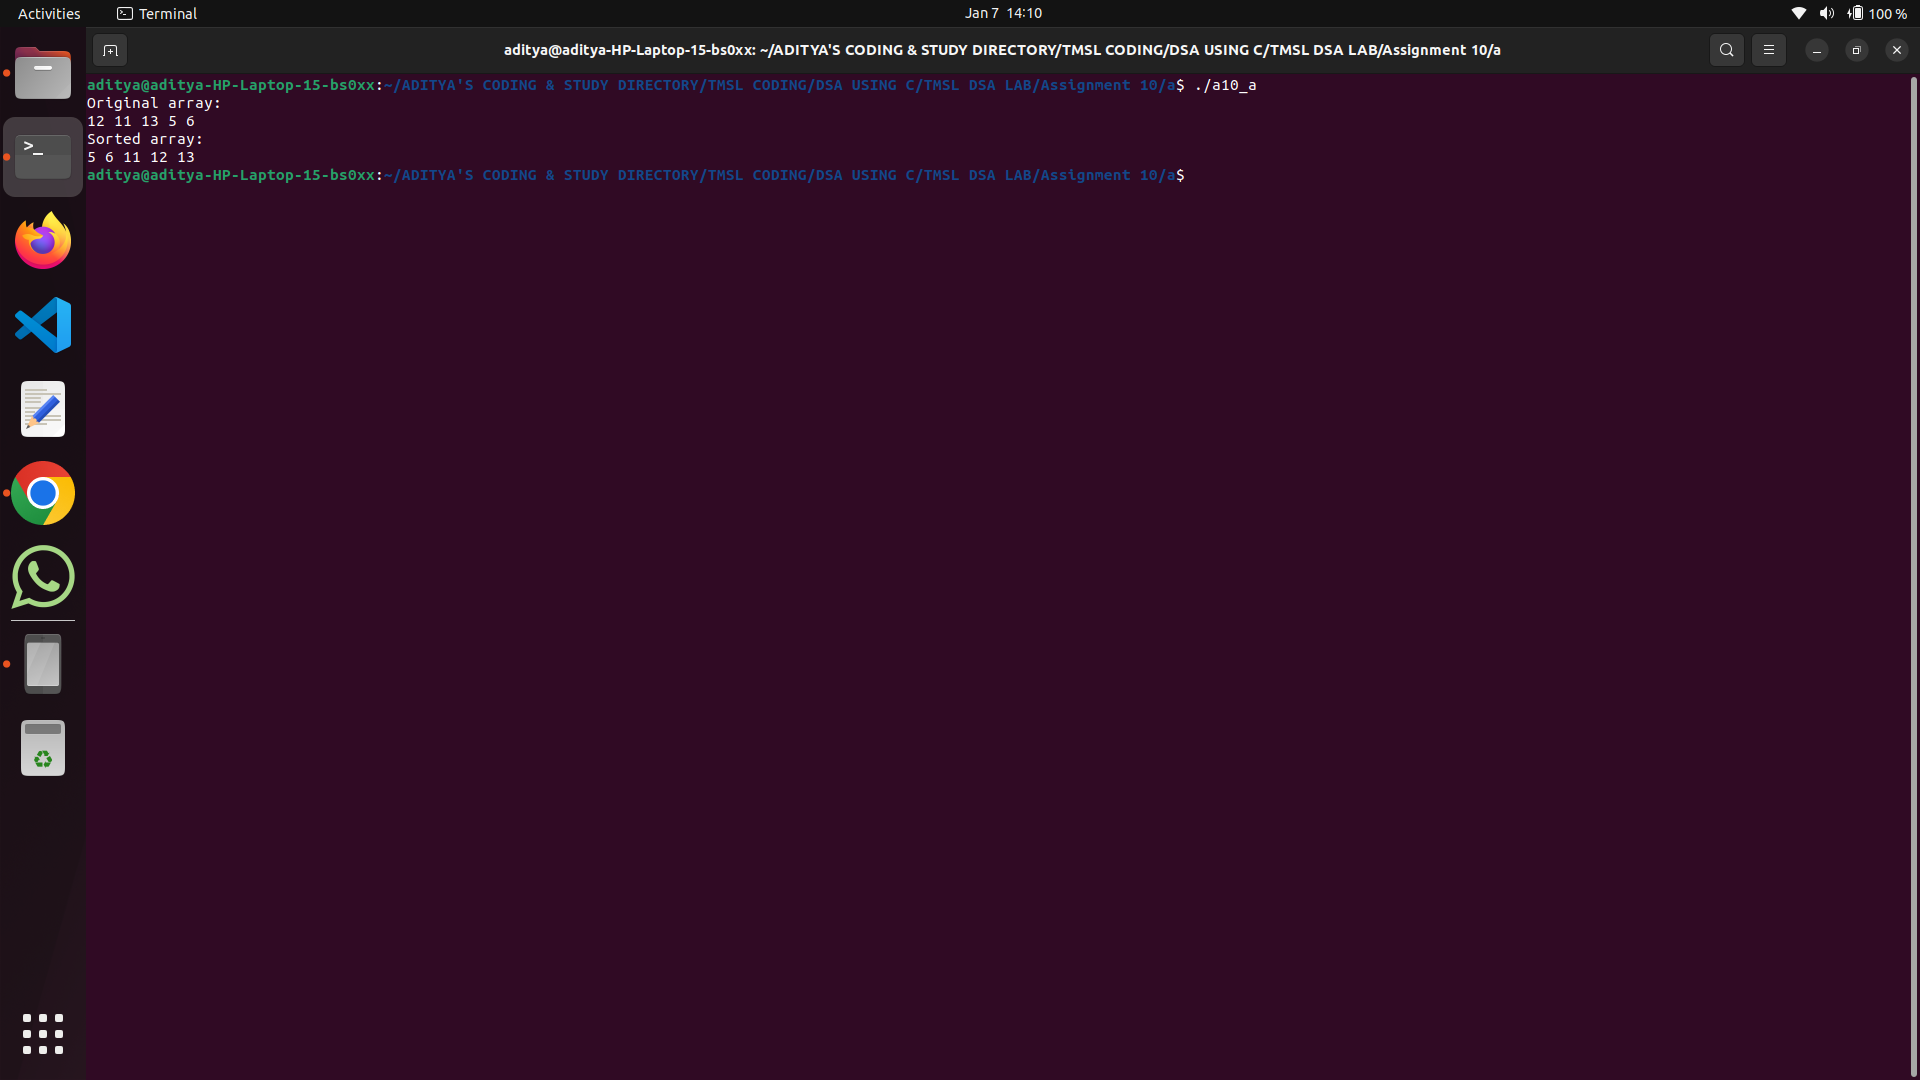 Activities Terminal Jan 7 14:10 100 %
aditya@aditya-HP-Laptop-15-bs0xx: ~/ADITYA'S CODING & STUDY DIRECTORY/TMSL CODING/DSA USING C/TMSL DSA LAB/Assignment 10/a
aditya@aditya-HP-Laptop-15-bs0xx:~/ADITYA'S CODING & STUDY DIRECTORY/TMSL CODING/DSA USING C/TMSL DSA LAB/Assignment 10/a$ ./a10_a
Original array:
12 11 13 5 6
Sorted array:
5 6 11 12 13
aditya@aditya-HP-Laptop-15-bs0xx:~/ADITYA'S CODING & STUDY DIRECTORY/TMSL CODING/DSA USING C/TMSL DSA LAB/Assignment 10/a$